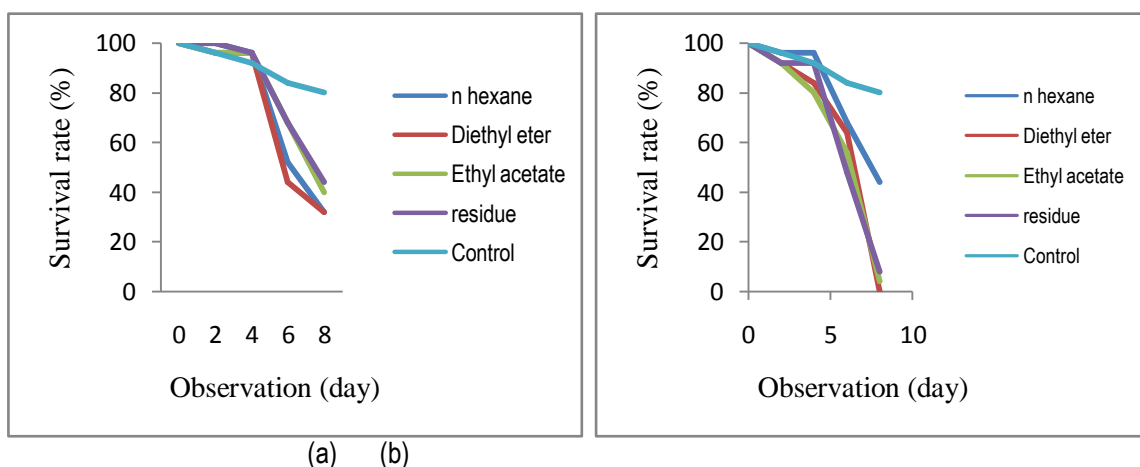 Survival rate (%)
100
80
60
40
20
0
0 2 4 6 8
Observation (day)
n hexane
Diethyl eter
Ethyl acetate
residue
Control
Survival rate (%)
100
80
60
40
20
0
0 5 10
Observation (day)
n hexane
Diethyl eter
Ethyl acetate
residue
Control
(a) (b)